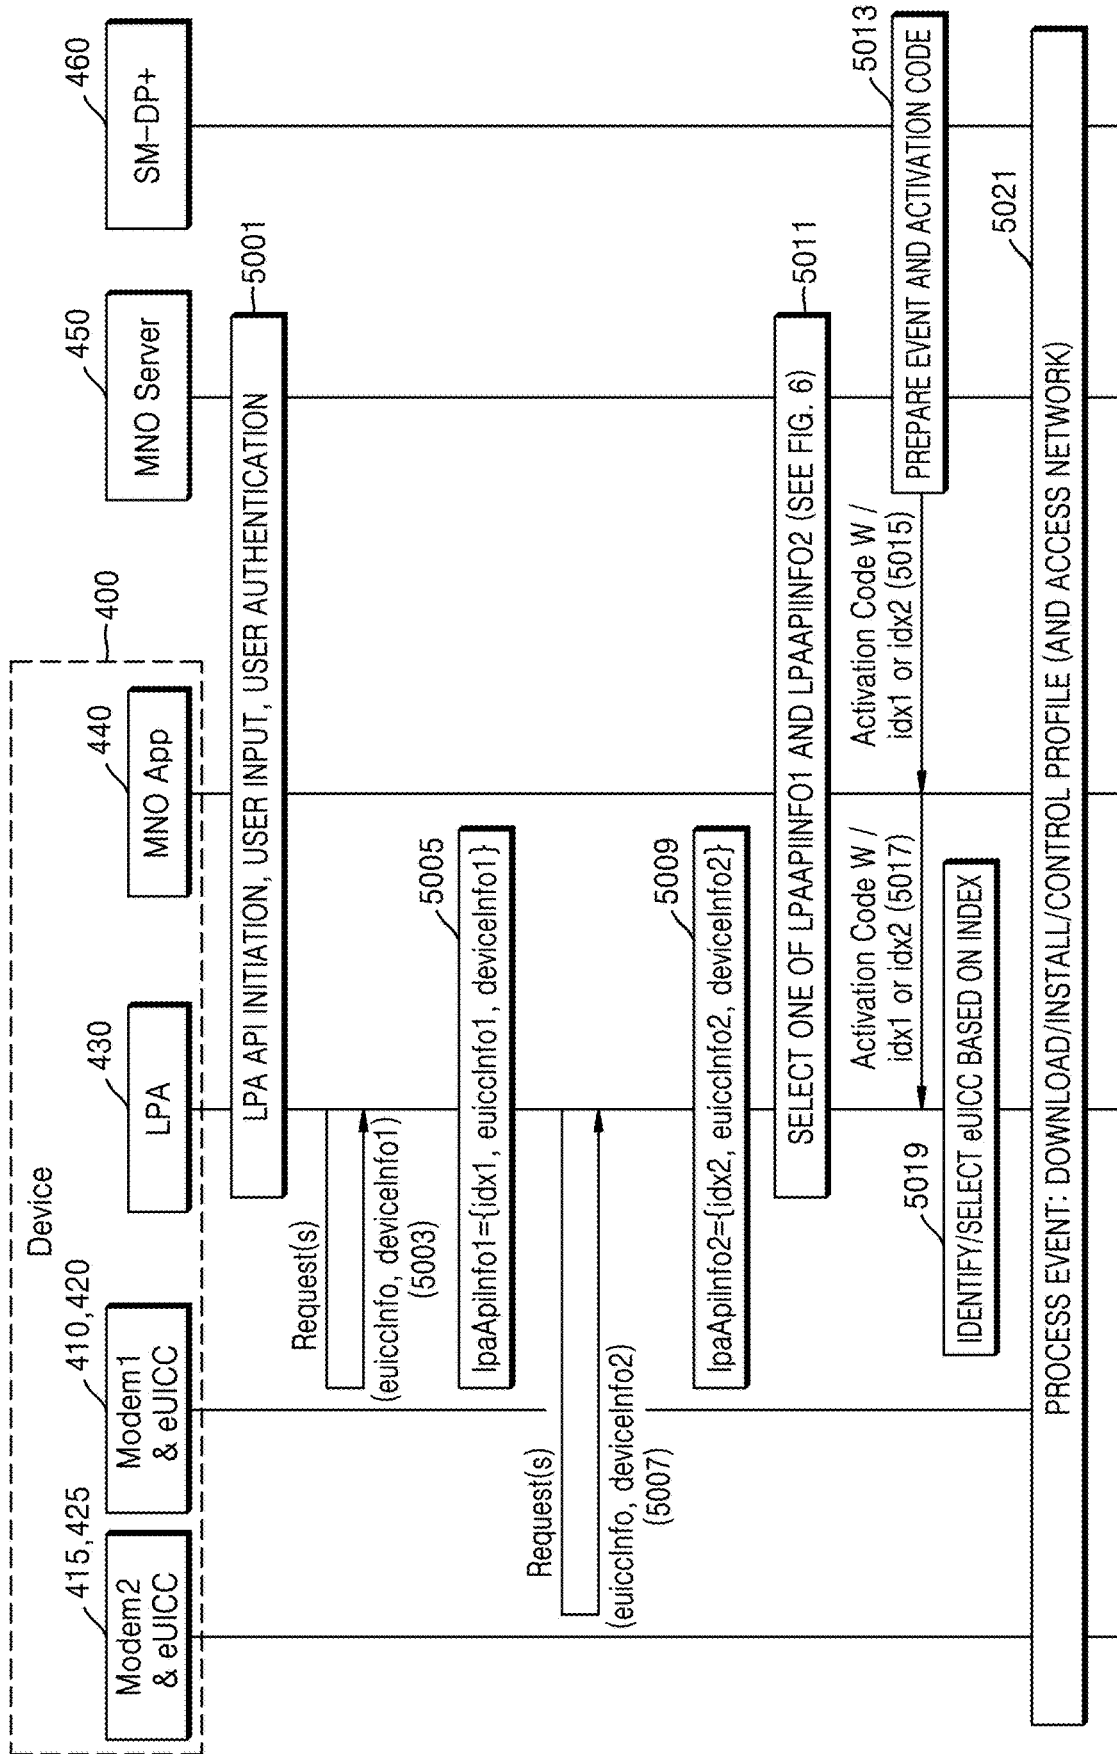 Device
400
415, 425
Modem2
& eUICC
410, 420
Modem1
& eUICC
430
LPA
440
MNO App
450
MNO Server
460
SM-DP+
LPA API INITIATION, USER INPUT, USER AUTHENTICATION
5001
Request(s)
(euiccInfo, deviceInfo1)
(5003)
5005
lpaApiInfo1={idx1, euiccInfo1, deviceInfo1}
Request(s)
(euiccInfo, deviceInfo2)
(5007)
5009
lpaApiInfo2={idx2, euiccInfo2, deviceInfo2}
SELECT ONE OF LPAAPIINFO1 AND LPAAPIINFO2 (SEE FIG. 6)
5011
PREPARE EVENT AND ACTIVATION CODE
5013
Activation Code W /
idx1 or idx2 (5015)
Activation Code W /
idx1 or idx2 (5017)
5019
IDENTIFY/SELECT eUICC BASED ON INDEX
5021
PROCESS EVENT: DOWNLOAD/INSTALL/CONTROL PROFILE (AND ACCESS NETWORK)